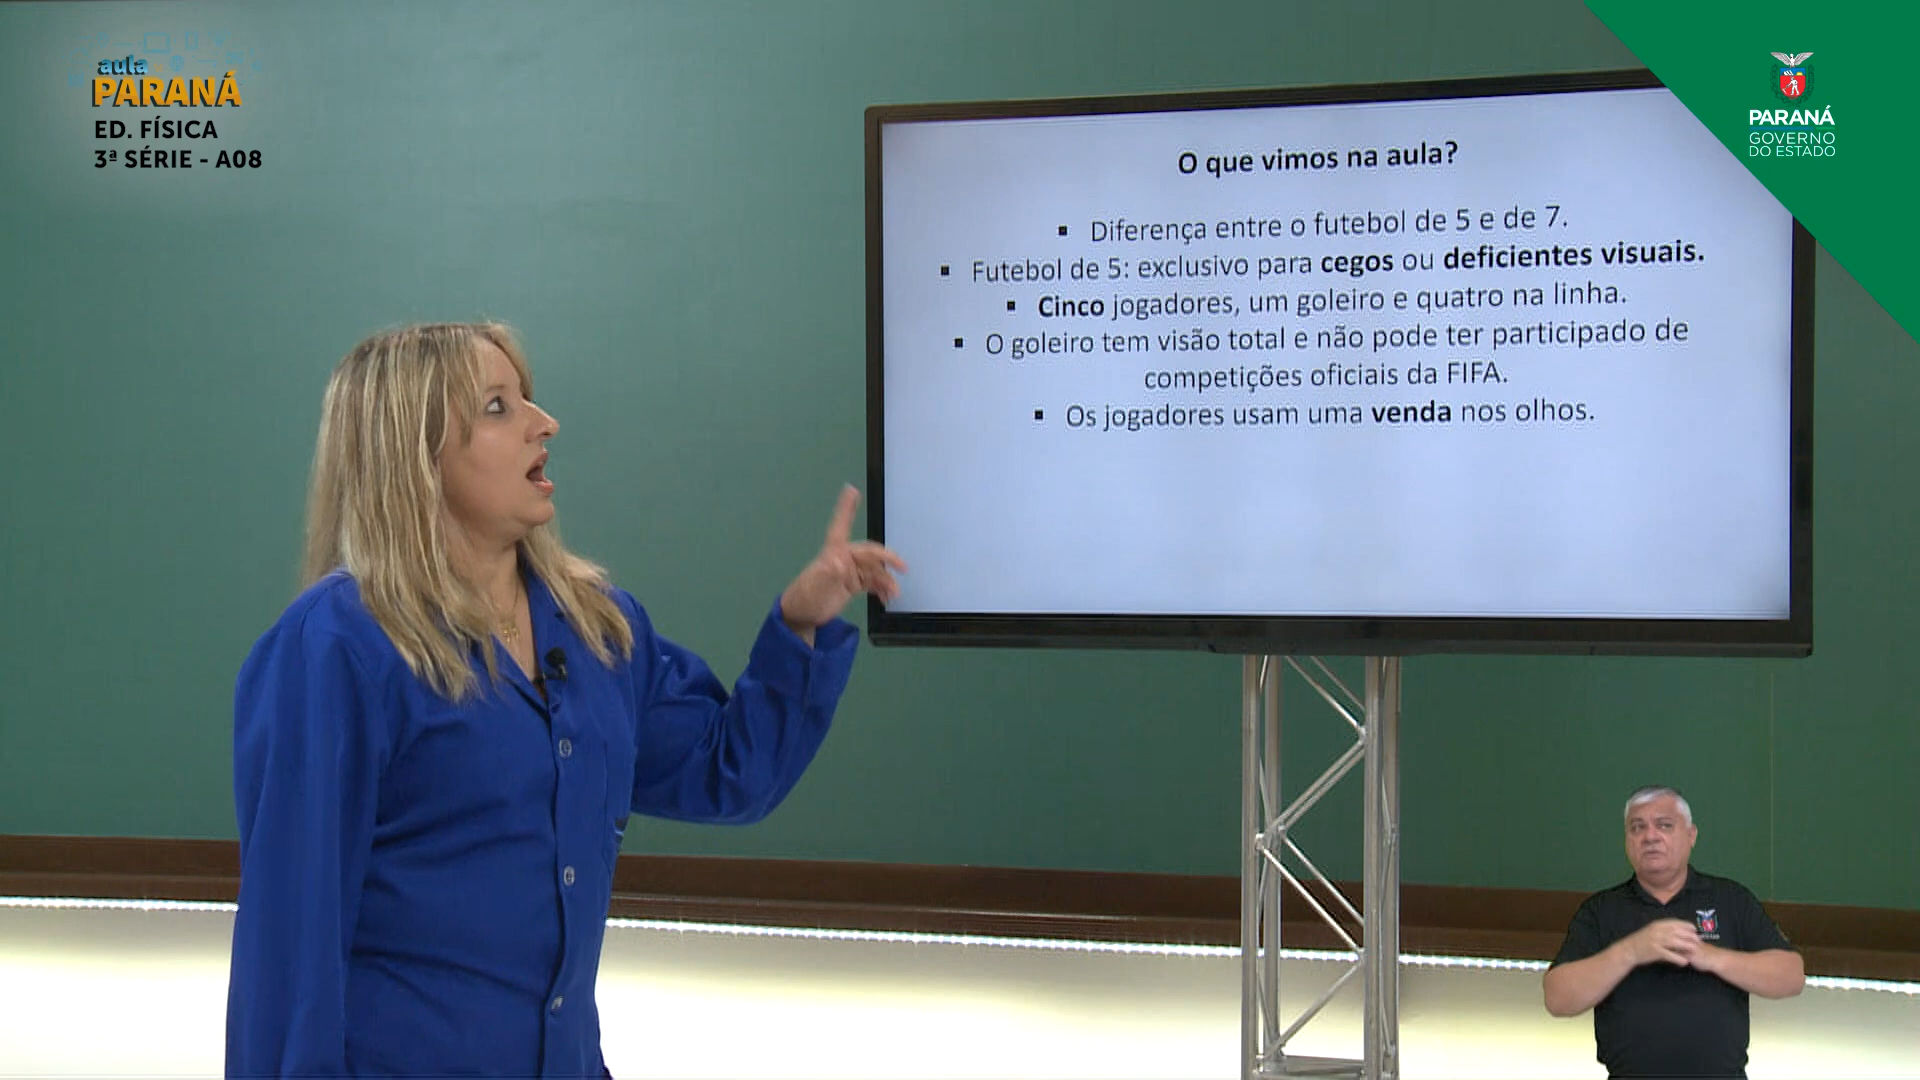 aula
PARANÁ
ED. FÍSICA
3ª SÉRIE - A08
PARANÁ
GOVERNO
DO ESTADO
O que vimos na aula?
▪ Diferença entre o futebol de 5 e de 7.
▪ Futebol de 5: exclusivo para cegos ou deficientes visuais.
▪ Cinco jogadores, um goleiro e quatro na linha.
▪ O goleiro tem visão total e não pode ter participado de
competições oficiais da FIFA.
▪ Os jogadores usam uma venda nos olhos.